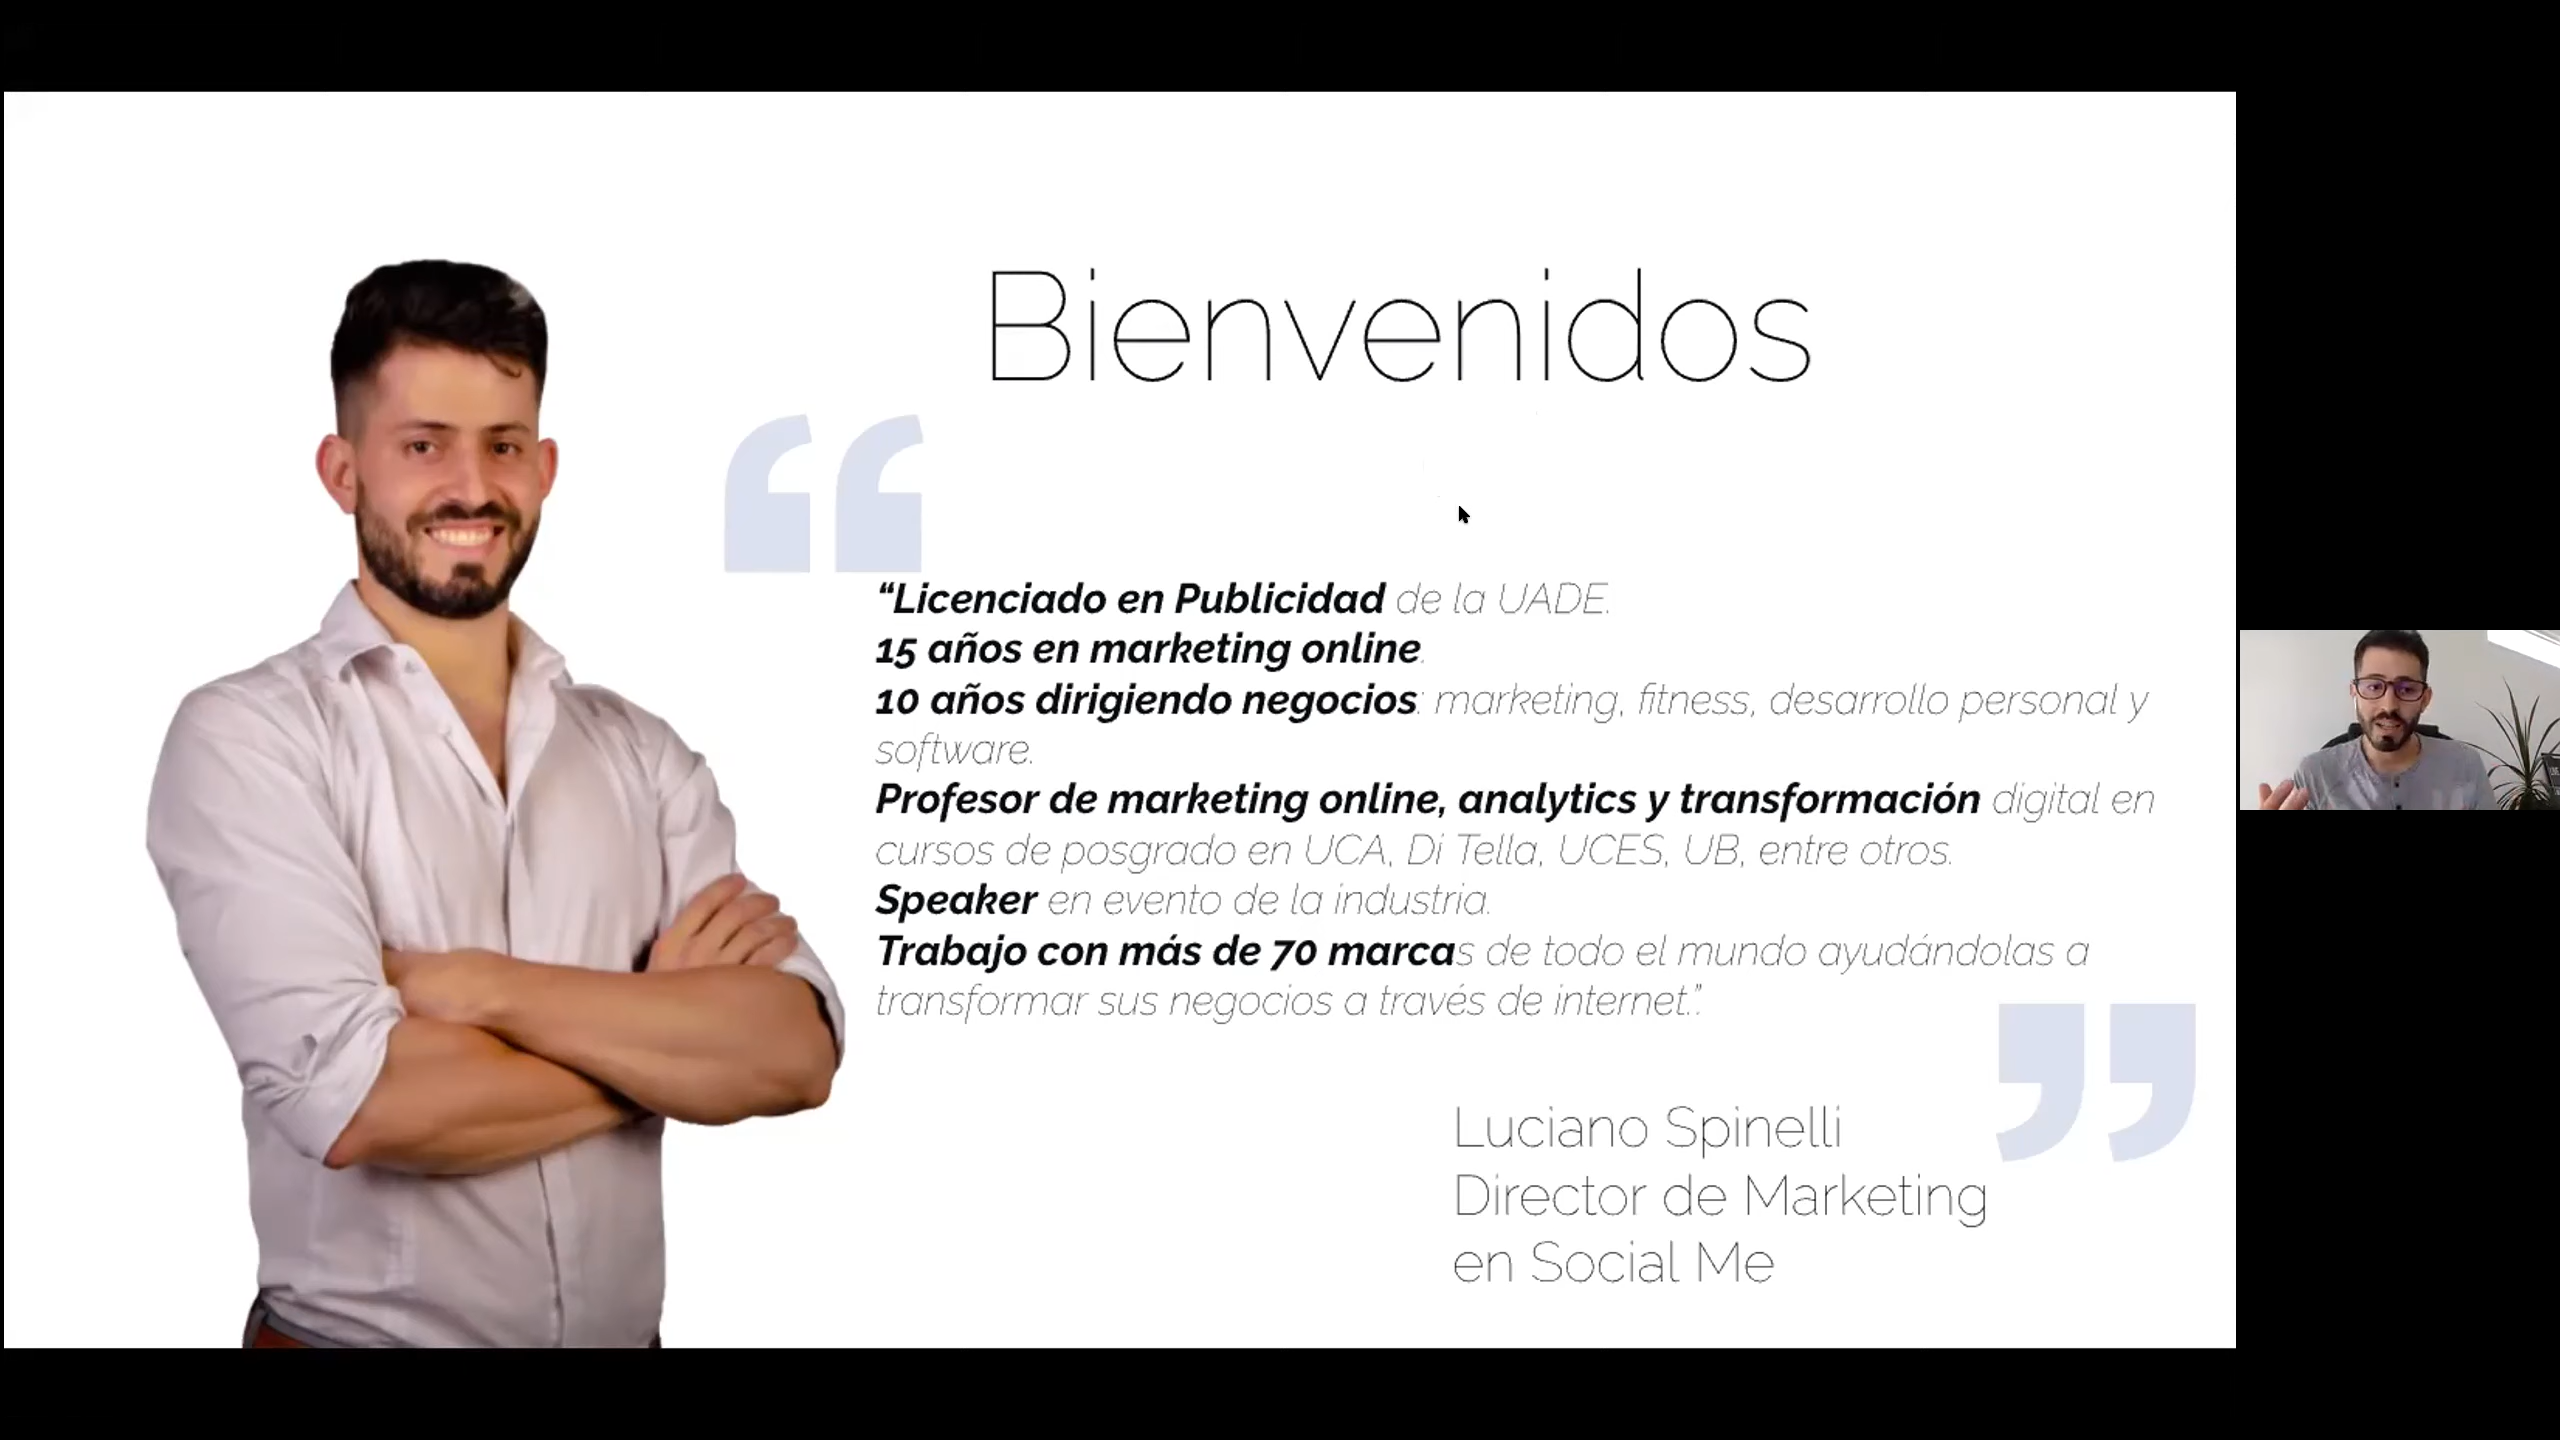 Bienvenidos
“Licenciado en Publicidad de la UADE.
15 años en marketing online.
10 años dirigiendo negocios: marketing, fitness, desarrollo personal y
software.
Profesor de marketing online, analytics y transformación digital en
cursos de posgrado en UCA, Di Tella, UCES, UB, entre otros.
Speaker en evento de la industria.
Trabajo con más de 70 marcas de todo el mundo ayudándolas a
transformar sus negocios a través de internet.”.
Luciano Spinelli
Director de Marketing
en Social Me